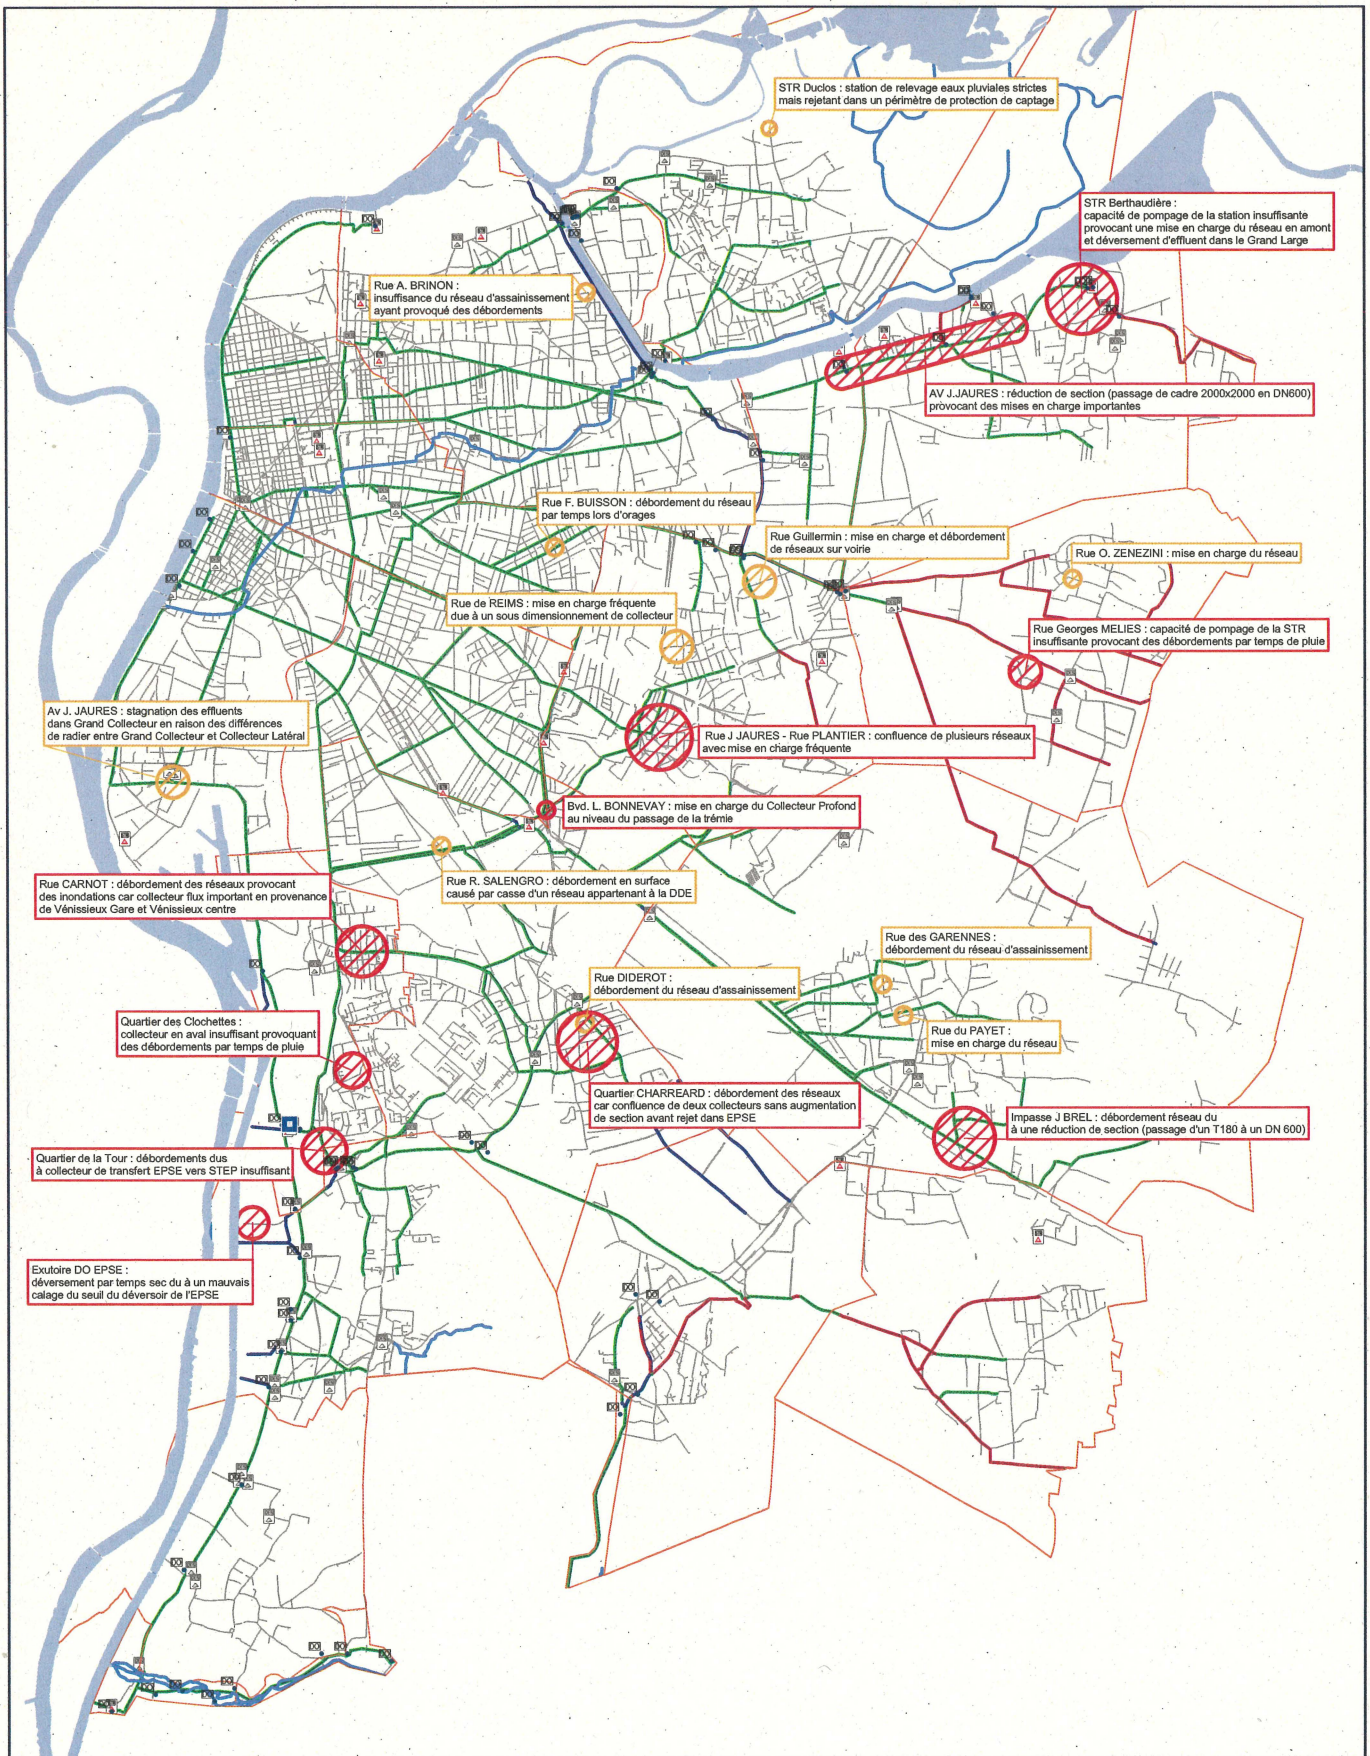 STR Duclos : station de relevage eaux pluviales strictes
mais rejetant dans un périmètre de protection de captage
STR Berthaudière :
capacité de pompage de la station insuffisante
provocant une mise en charge du réseau en amont
et déversement d'effluent dans le Grand Large
Rue A. BRINON :
insuffisance du réseau d'assainissement
ayant provoqué des débordements
AV J.JAURES : réduction de section (passage de cadre 2000x2000 en DN600)
provocant des mises en charge importantes
Rue F. BUISSON : débordement du réseau
par temps lors d'orages
Rue Guillermin : mise en charge et débordement
de réseaux sur voirie
Rue O. ZENEZINI : mise en charge du réseau
Rue de REIMS : mise en charge fréquente
due à un sous dimensionnement de collecteur
Rue Georges MELIES : capacité de pompage de la STR
insuffisante provocant des débordements par temps de pluie
Av J. JAURES : stagnation des effluents
dans Grand Collecteur en raison des différences
de radier entre Grand Collecteur et Collecteur Latéral
Rue J JAURES - Rue PLANTIER : confluence de plusieurs réseaux
avec mise en charge fréquente
Bvd. L. BONNEVAY : mise en charge du Collecteur Profond
au niveau du passage de la trémie
Rue CARNOT : débordement des réseaux provocant
des inondations car collecteur flux important en provenance
de Vénissieux Gare et Vénissieux centre
Rue R. SALENGRO : débordement en surface
causé par casse d'un réseau appartenant à la DDE
Rue des GARENNES :
débordement du réseau d'assainissement
Rue DIDEROT :
débordement du réseau d'assainissement
Quartier des Clochettes :
collecteur en aval insuffisant provoquant
des débordements par temps de pluie
Rue du PAYET :
mise en charge du réseau
Quartier CHARREARD : débordement des réseaux
car confluence de deux collecteurs sans augmentation
de section avant rejet dans EPSE
Impasse J BREL : débordement réseau du
à une réduction de section (passage d'un T180 à un DN 600)
Quartier de la Tour : débordements dus
à collecteur de transfert EPSE vers STEP insuffisant
Exutoire DO EPSE :
déversement par temps sec du à un mauvais
calage du seuil du déversoir de l'EPSE